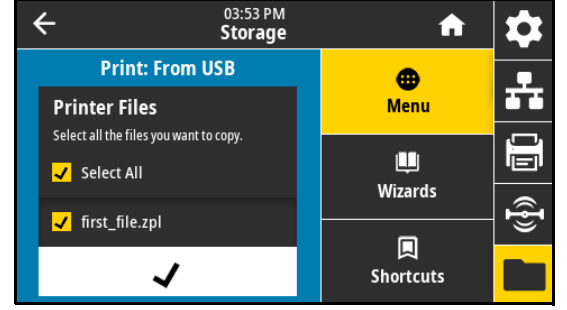 03:53 PM
Storage
Print: From USB
Printer Files
Select all the files you want to copy.
Select All
first_file.zpl
Menu
Wizards
Shortcuts